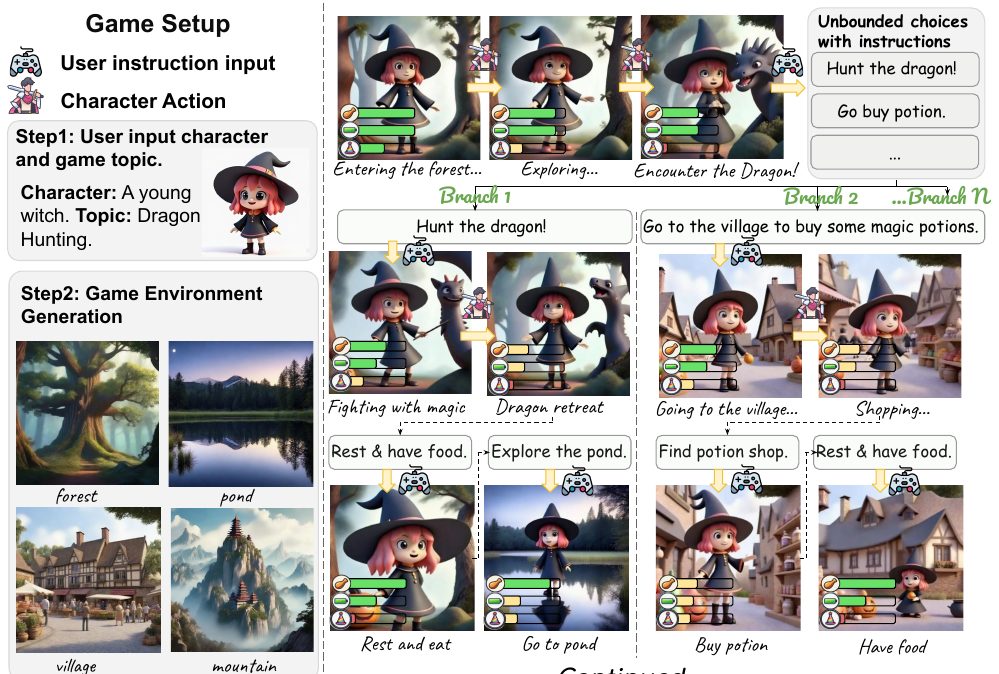 Game Setup
User instruction input
Character Action
Step1: User input character
and game topic.
Character: A young
witch. Topic: Dragon
Hunting.
Step2: Game Environment
Generation
forest
pond
village
mountain
Entering the forest...
Exploring...
Encounter the Dragon!
Unbounded choices
with instructions
Hunt the dragon!
Go buy potion.
...
Branch 1
Branch 2
...Branch N
Hunt the dragon!
Go to the village to buy some magic potions.
Fighting with magic
Dragon retreat
Going to the village...
Shopping...
Rest & have food.
Explore the pond.
Find potion shop.
Rest & have food.
Rest and eat
Go to pond
Buy potion
Have food
Continued